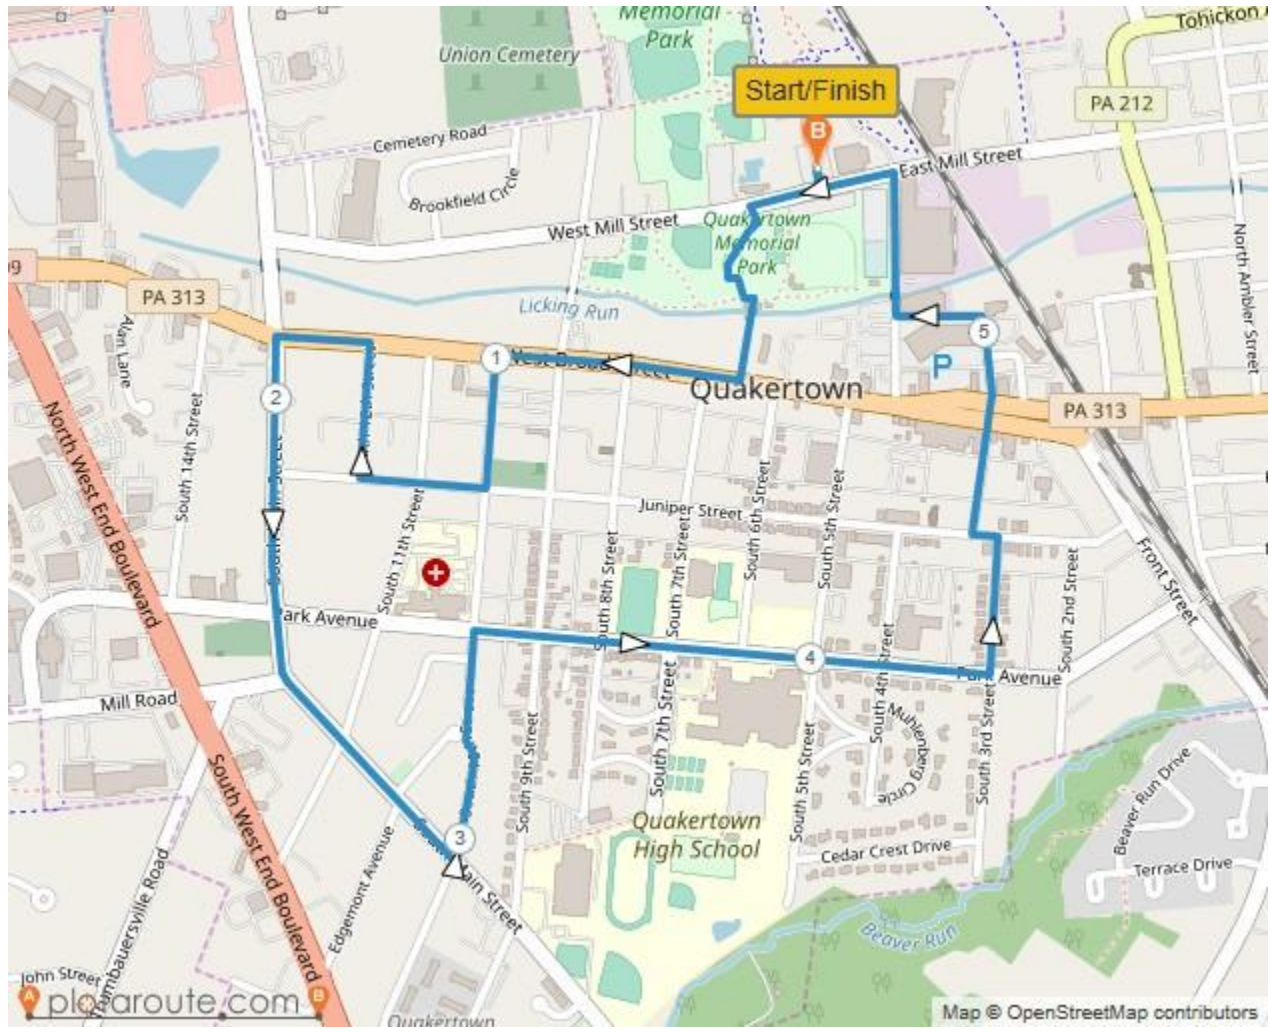 Memorial
Park
Union Cemetery
Tohickon
Start/Finish
B
PA 212
Cemetery Road
Brookfield Circle
East Mill Street
West Mill Street
Quakertown
Memorial
Park
North Ambler Street
PA 313
Licking Run
Alan Lane
1
5
P
2
Quakertown
PA 313
North West End Boulevard
South 14th Street
South 11th Street
Juniper Street
South 6th Street
South 5th Street
South 7th Street
South 8th Street
South 2nd Street
Front Street
Park Avenue
4
Park Avenue
Mill Road
South 9th Street
South 7th Street
South 4th Street
Muhlenberg
Circle
South 3rd Street
South 5th Street
South West End Boulevard
Beaver Run Drive
Quakertown
High School
3
Main Street
Cedar Crest Drive
Terrace Drive
Edgemont Avenue
Beaver Run
John Street
A plotaroute.com B
Quakertown
Map © OpenStreetMap contributors